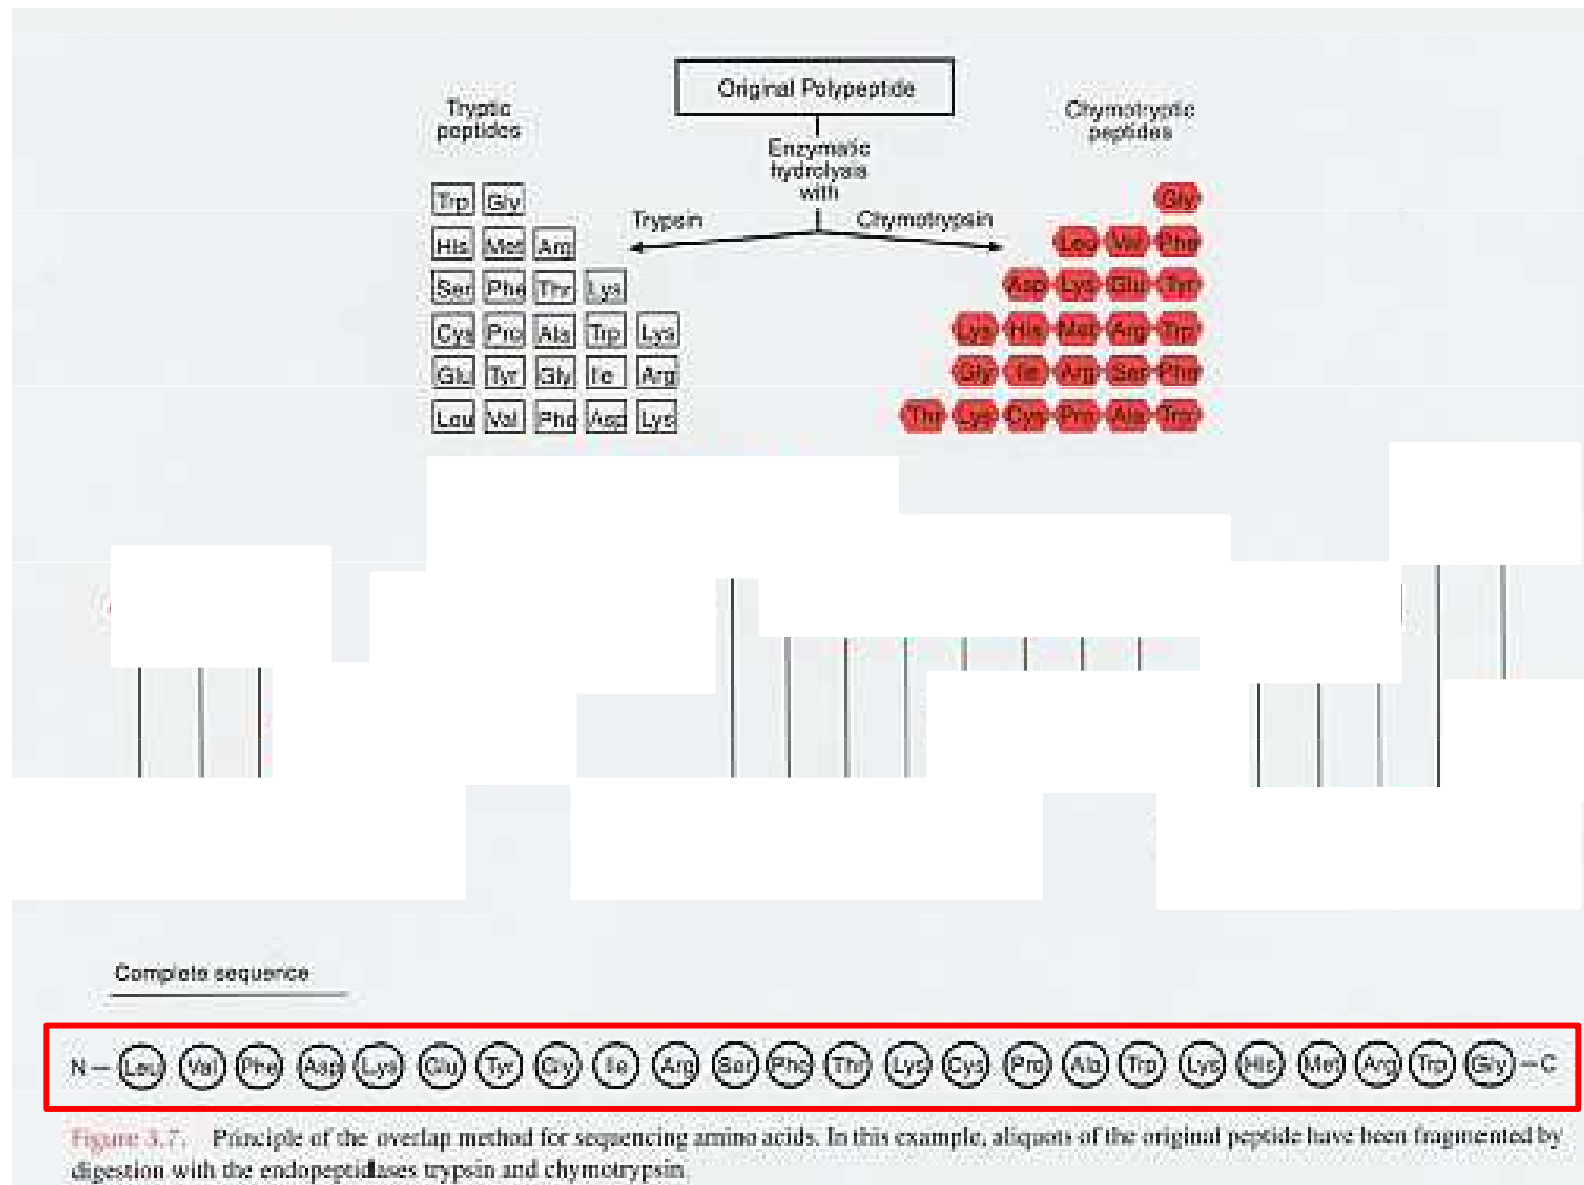 Original Polypeptide
Tryptic
peptides
Chymotryptic
peptides
Enzymatic
hydrolysis
with
Trypsin
Chymotrypsin
Trp Gly
His Met Arg
Ser Phe Thr Lys
Cys Pro Ala Trp Lys
Glu Tyr Gly Ile Arg
Leu Val Phe Asp Lys
Gly
Leu Val Phe
Asp Lys Glu Tyr
Lys His Met Arg Trp
Gly Ile Arg Ser Phe
Thr Lys Cys Pro Ala Trp
Complete sequence
N – Leu Val Phe Asp Lys Glu Tyr Gly Ile Arg Ser Phe Thr Lys Cys Pro Ala Trp Lys His Met Arg Trp Gly – C
Figure 3.7. Principle of the overlap method for sequencing amino acids. In this example, aliquots of the original peptide have been fragmented by
digestion with the endopeptidases trypsin and chymotrypsin.